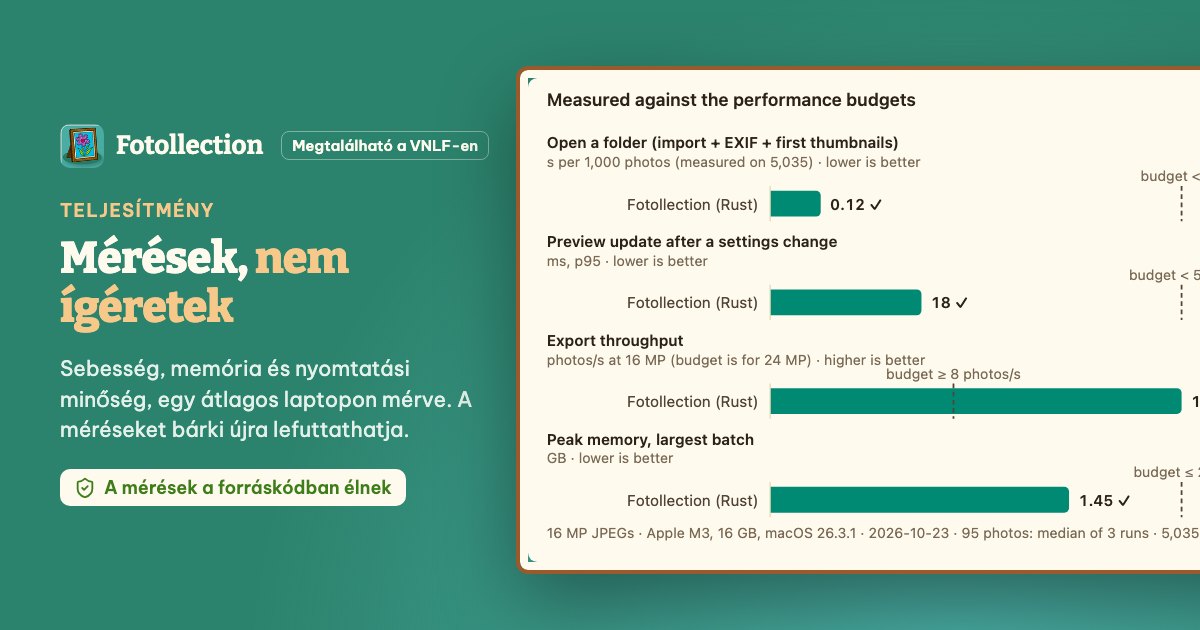 Fotollection
Megtalálható a VNLF-en
TELJESÍTMÉNY
Mérések, nem
ígéretek
Sebesség, memória és nyomtatási
minőség, egy átlagos laptopon mérve. A
méréseket bárki újra lefuttathatja.
A mérések a forráskódban élnek
Measured against the performance budgets
Open a folder (import + EXIF + first thumbnails)
s per 1,000 photos (measured on 5,035) · lower is better
budget <
Fotollection (Rust) 0.12 ✓
Preview update after a settings change
ms, p95 · lower is better
budget < 5
Fotollection (Rust) 18 ✓
Export throughput
photos/s at 16 MP (budget is for 24 MP) · higher is better
budget ≥ 8 photos/s
Fotollection (Rust) 1
Peak memory, largest batch
GB · lower is better
budget ≤
Fotollection (Rust) 1.45 ✓
16 MP JPEGs · Apple M3, 16 GB, macOS 26.3.1 · 2026-10-23 · 95 photos: median of 3 runs · 5,035